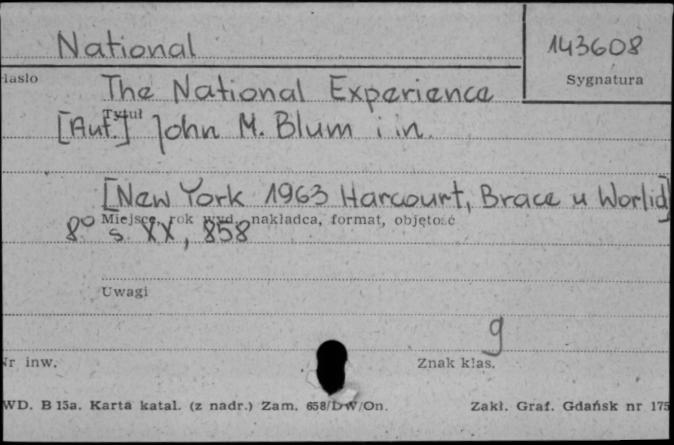 National
143608
Hasło
Sygnatura
The National Experience
Tytuł
[Aut.] John M. Blum i in.
[New York 1963 Harcourt, Brace u Worlid]
Miejsce, rok wyd., nakładca, format, objętość
8° s. XX, 858
Uwagi
g
Nr inw.
Znak klas.
WD. B 15a. Karta katal. (z nadr.) Zam. 658/DW/On.
Zakł. Graf. Gdańsk nr 175